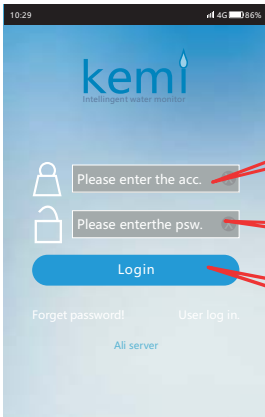 10:29 4G 86%
kemi
Intellingent water monitor
Please enter the acc.
Please enterthe psw.
Login
Forget password! User log in.
Ali server